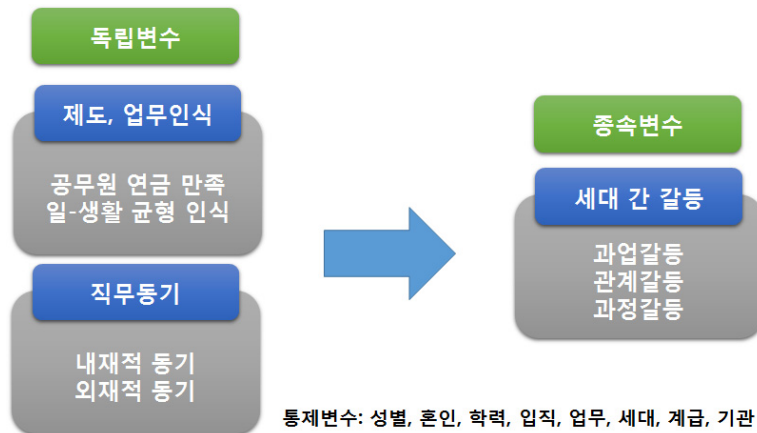 독립변수
제도, 업무인식
공무원 연금 만족
일-생활 균형 인식
직무동기
내재적 동기
외재적 동기
종속변수
세대 간 갈등
과업갈등
관계갈등
과정갈등
통제변수: 성별, 혼인, 학력, 입직, 업무, 세대, 계급, 기관